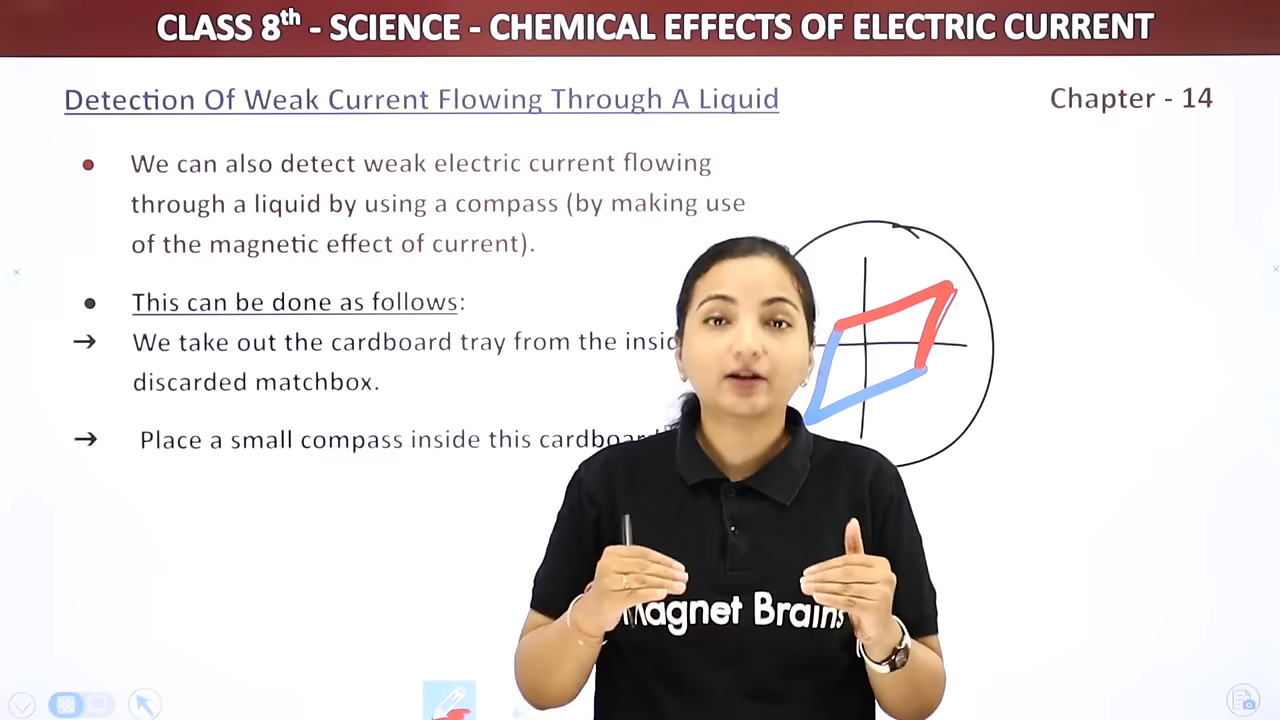 CLASS 8th - SCIENCE - CHEMICAL EFFECTS OF ELECTRIC CURRENT
Detection Of Weak Current Flowing Through A Liquid
Chapter - 14
• We can also detect weak electric current flowing
through a liquid by using a compass (by making use
of the magnetic effect of current).
• This can be done as follows:
→ We take out the cardboard tray from the
discarded matchbox.
→ Place a small compass inside this
Magnet Brains